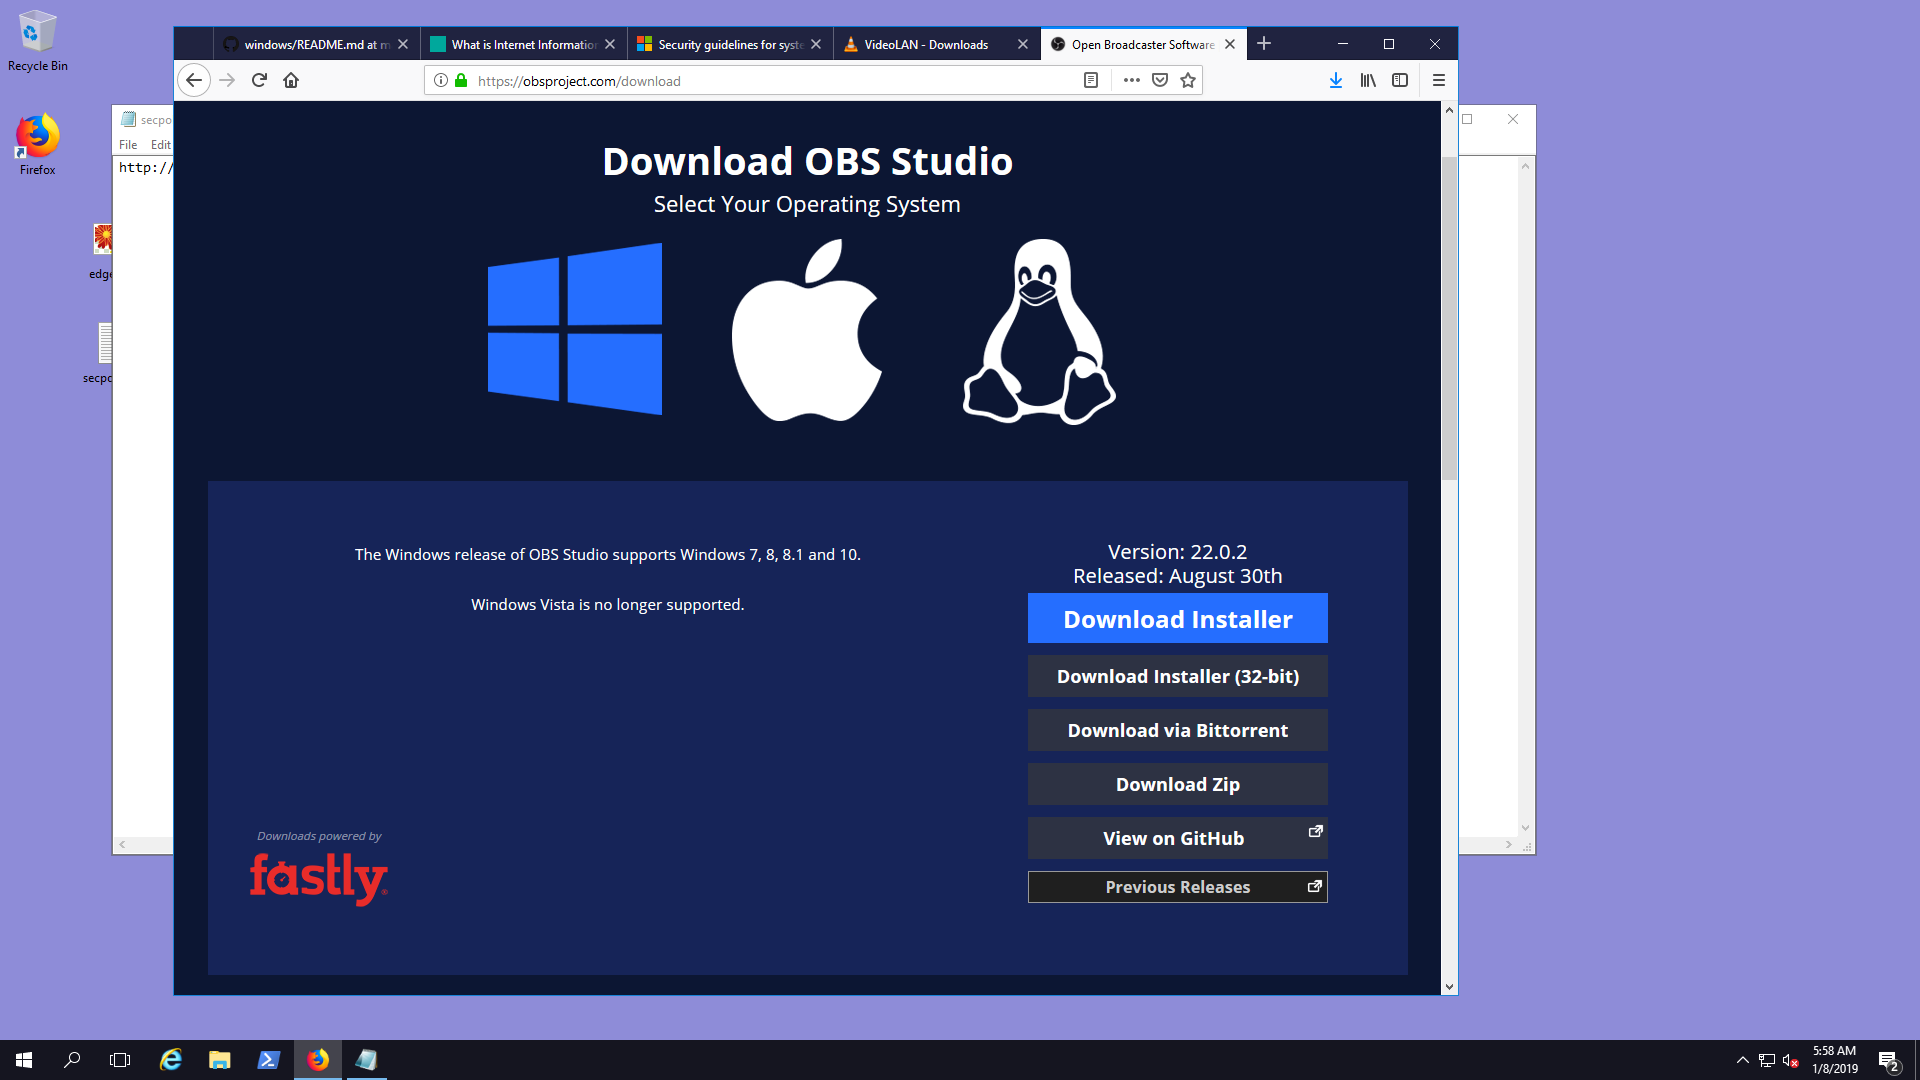 Recycle Bin
Firefox
edge
secpo
windows/README.md at m
What is Internet Information
Security guidelines for syste
VideoLAN - Downloads
Open Broadcaster Software
https://obsproject.com/download
secpo
File Edit
http://
Download OBS Studio
Select Your Operating System
The Windows release of OBS Studio supports Windows 7, 8, 8.1 and 10.
Windows Vista is no longer supported.
Version: 22.0.2
Released: August 30th
Download Installer
Download Installer (32-bit)
Download via Bittorrent
Download Zip
View on GitHub
Previous Releases
Downloads powered by
fastly
5:58 AM
1/8/2019
2